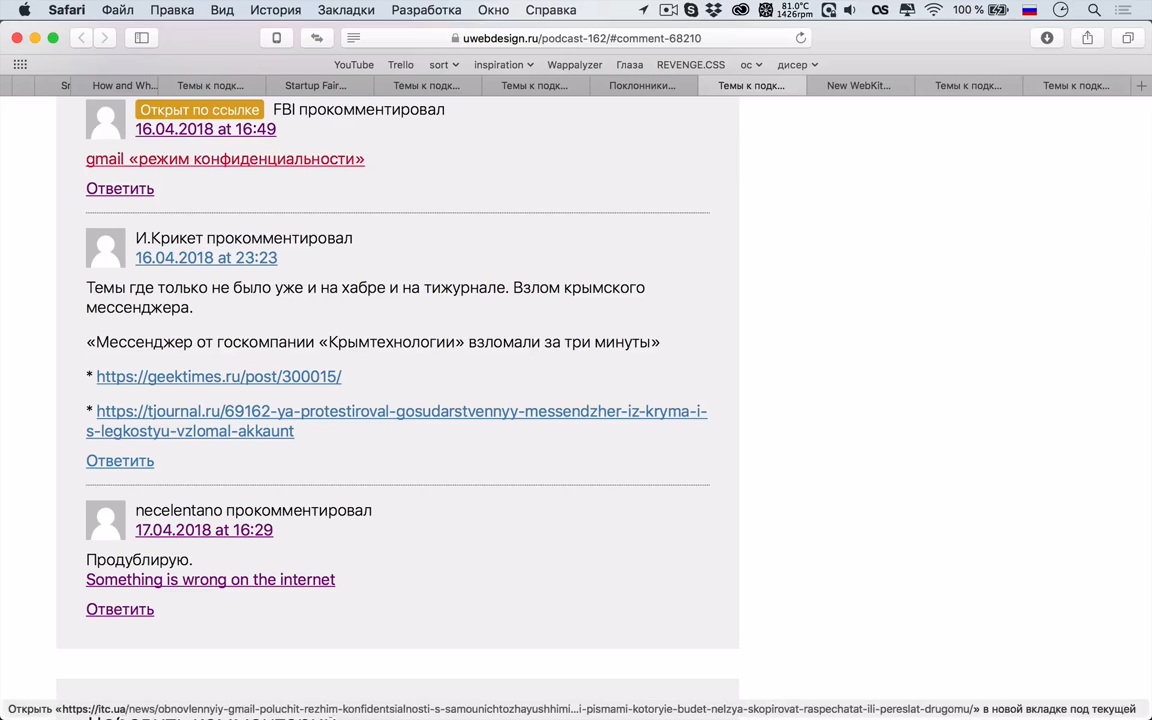 Safari Файл Правка Вид История Закладки Разработка Окно Справка 81.0°C 1426rpm 100 %
uwebdesign.ru/podcast-162/#comment-68210
YouTube Trello sort inspiration Wappalyzer Глаза REVENGE.CSS ос дисер
Sr How and Wh... Темы к подк... Startup Fair... Темы к подк... Темы к подк... Поклонники... Темы к подк... New WebKit... Темы к подк... Темы к подк...
Открыт по ссылке FBI прокомментировал
16.04.2018 at 16:49
gmail «режим конфиденциальности»
Ответить
И.Крикет прокомментировал
16.04.2018 at 23:23
Темы где только не было уже и на хабре и на тижурнале. Взлом крымского
мессенджера.
«Мессенджер от госкомпании «Крымтехнологии» взломали за три минуты»
* https://geektimes.ru/post/300015/
* https://tjournal.ru/69162-ya-protestiroval-gosudarstvennyy-messendzher-iz-kryma-i-
s-legkostyu-vzlomal-akkaunt
Ответить
necelentano прокомментировал
17.04.2018 at 16:29
Продублирую.
Something is wrong on the internet
Ответить
Открыть «https://itc.ua/news/obnovlennyiy-gmail-poluchit-rezhim-konfidentsialnosti-s-samounichtozhayushhimi...i-pismami-kotoryie-budet-nelzya-skopirovat-raspechatat-ili-pereslat-drugomu/» в новой вкладке под текущей